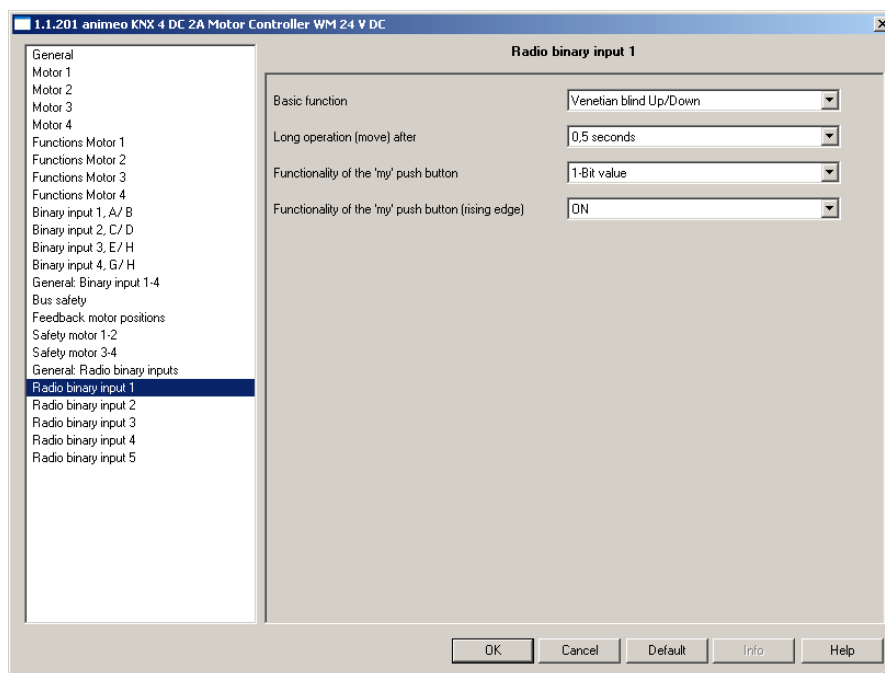 1.1.201 animeo KNX 4 DC 2A Motor Controller WM 24 V DC
General
Motor 1
Motor 2
Motor 3
Motor 4
Functions Motor 1
Functions Motor 2
Functions Motor 3
Functions Motor 4
Binary input 1, A/ B
Binary input 2, C/ D
Binary input 3, E/ H
Binary input 4, G/ H
General: Binary input 1-4
Bus safety
Feedback motor positions
Safety motor 1-2
Safety motor 3-4
General: Radio binary inputs
Radio binary input 1
Radio binary input 2
Radio binary input 3
Radio binary input 4
Radio binary input 5
Radio binary input 1
Basic function Venetian blind Up/Down
Long operation (move) after 0,5 seconds
Functionality of the 'my' push button 1-Bit value
Functionality of the 'my' push button (rising edge) ON
OK Cancel Default Info Help